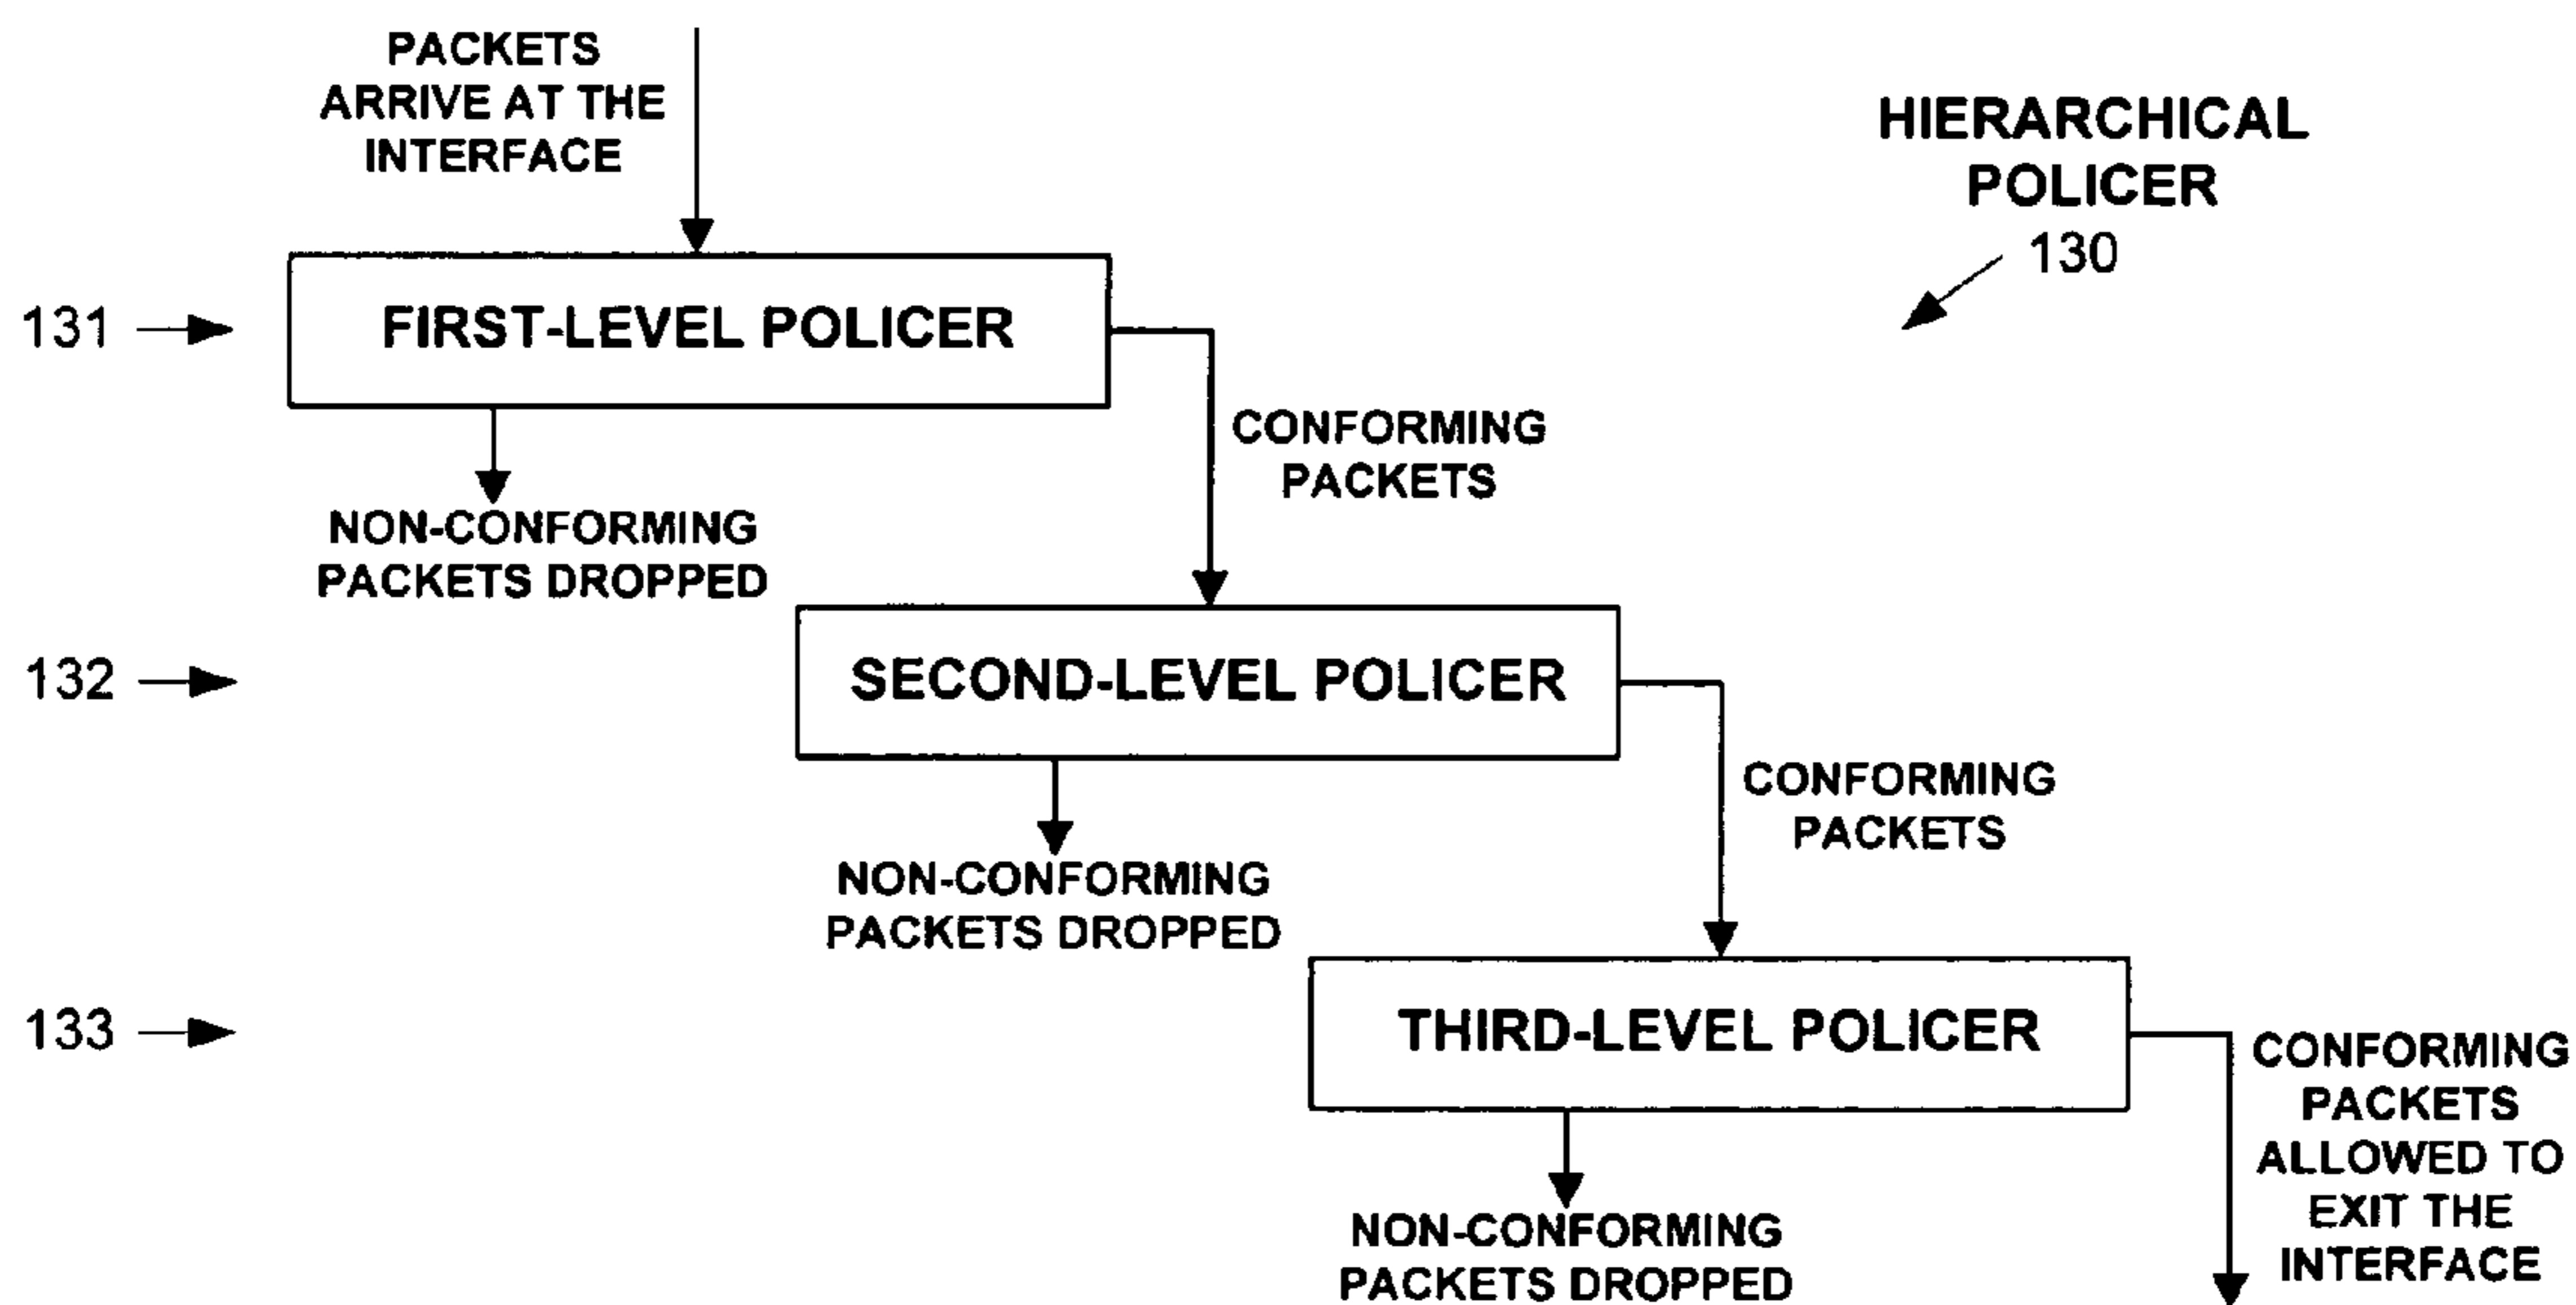 PACKETS
ARRIVE AT THE
INTERFACE
HIERARCHICAL
POLICER
130
131
FIRST-LEVEL POLICER
CONFORMING
PACKETS
NON-CONFORMING
PACKETS DROPPED
132
SECOND-LEVEL POLICER
CONFORMING
PACKETS
NON-CONFORMING
PACKETS DROPPED
133
THIRD-LEVEL POLICER
CONFORMING
PACKETS
ALLOWED TO
EXIT THE
INTERFACE
NON-CONFORMING
PACKETS DROPPED